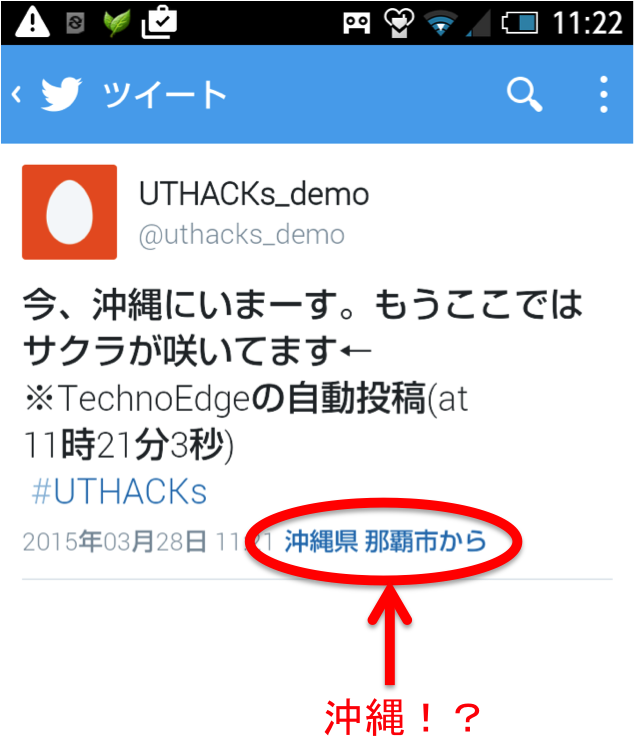 11:22
ツイート
UTHACKs_demo
@uthacks_demo
今、沖縄にいまーす。もうここでは
サクラが咲いてます←
※TechnoEdgeの自動投稿(at
11時21分3秒)
#UTHACKs
2015年03月28日 11:21 沖縄県 那覇市から
沖縄！？